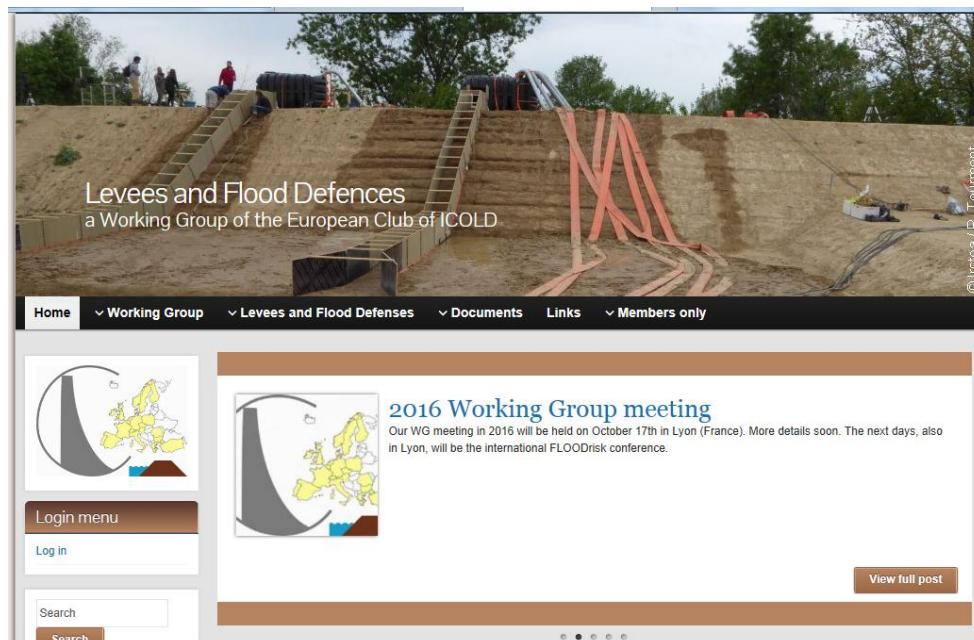 Levees and Flood Defences
a Working Group of the European Club of ICOLD
Home
Working Group
Levees and Flood Defenses
Documents
Links
Members only
2016 Working Group meeting
Our WG meeting in 2016 will be held on October 17th in Lyon (France). More details soon. The next days, also
in Lyon, will be the international FLOODrisk conference.
View full post
Login menu
Log in
Search
Search